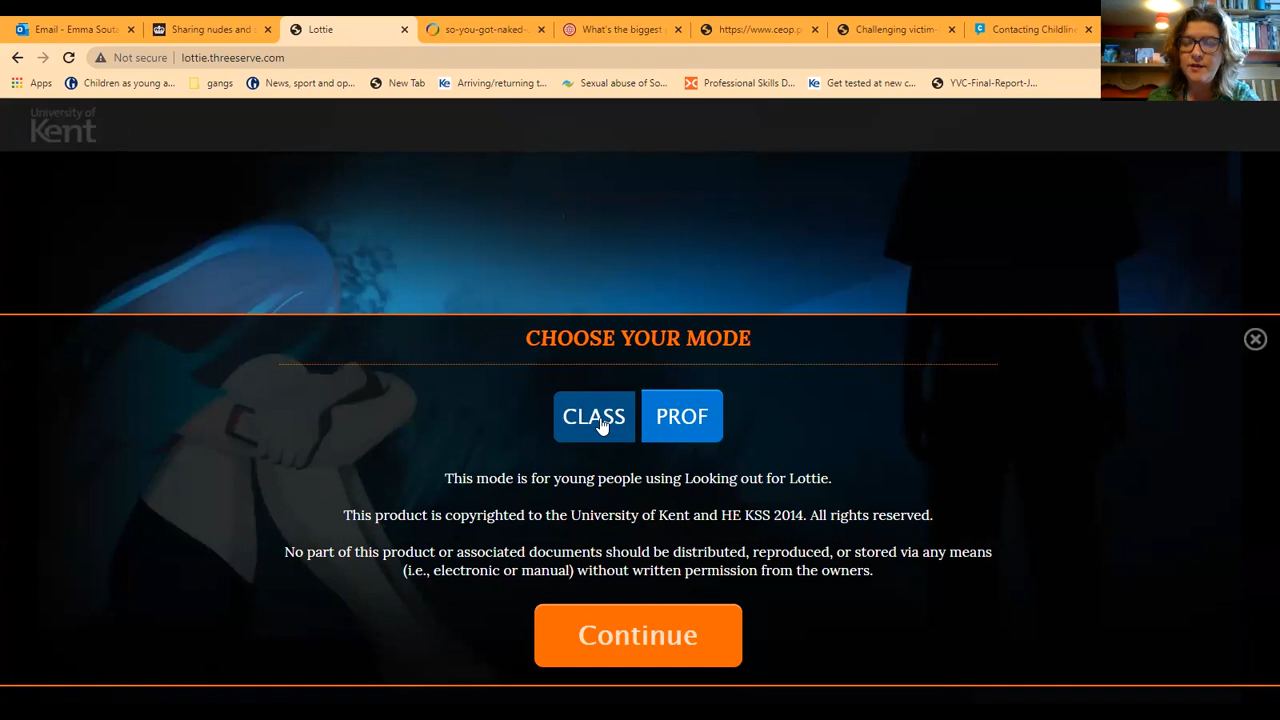 Email - Emma Souta
Sharing nudes and s
Lottie
so-you-got-naked-o
What's the biggest p
https://www.ceop.p
Challenging victim-
Contacting Childline
Not secure
lottie.threeserve.com
Apps
Children as young a...
gangs
News, sport and op...
New Tab
Arriving/returning t...
Sexual abuse of So...
Professional Skills D...
Get tested at new c...
YVC-Final-Report-J...
University of
Kent
CHOOSE YOUR MODE
CLASS
PROF
This mode is for young people using Looking out for Lottie.
This product is copyrighted to the University of Kent and HE KSS 2014. All rights reserved.
No part of this product or associated documents should be distributed, reproduced, or stored via any means
(i.e., electronic or manual) without written permission from the owners.
Continue